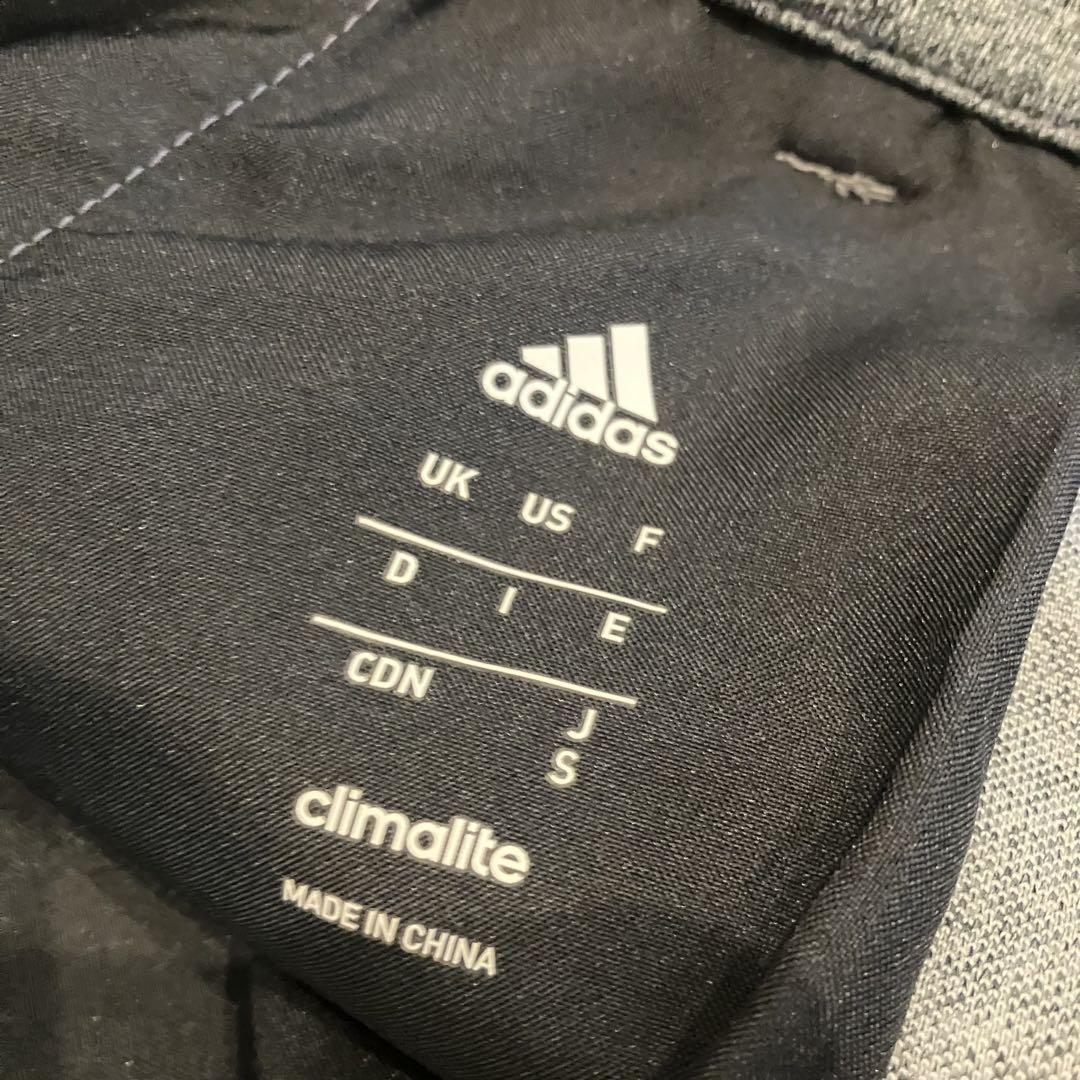 adidas
UK US F
D I E
CDN J
S
climalite
MADE IN CHINA